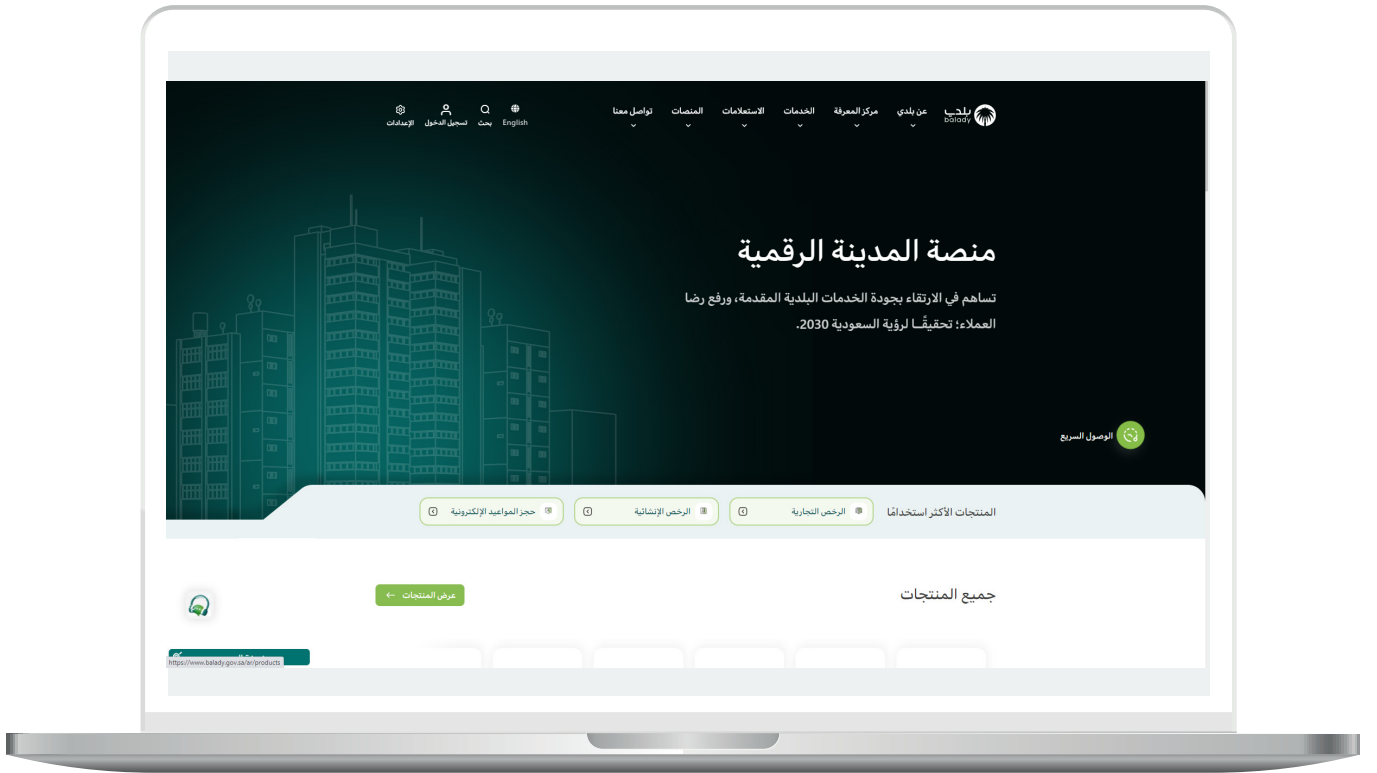 بلدي
balady
عن بلدي
مركز المعرفة
الخدمات
الاستعلامات
المنصات
تواصل معنا
English
بحث
تسجيل الدخول
الإعدادات
منصة المدينة الرقمية
تساهم في الارتقاء بجودة الخدمات البلدية المقدمة، ورفع رضا
العملاء؛ تحقيقًـا لرؤية السعودية 2030.
الوصول السريع
المنتجات الأكثر استخدامًا
الرخص التجارية
الرخص الإنشائية
حجز المواعيد الإلكترونية
جميع المنتجات
عرض المنتجات
https://www.balady.gov.sa/ar/products